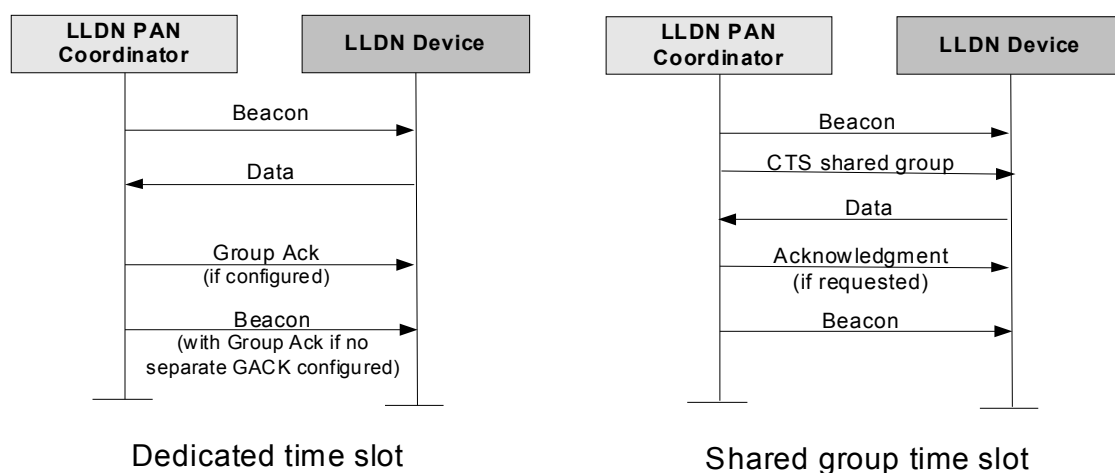 LLDN PAN
Coordinator
LLDN Device
Beacon
Data
Group Ack
(if configured)
Beacon
(with Group Ack if no
separate GACK configured)
Dedicated time slot
LLDN PAN
Coordinator
LLDN Device
Beacon
CTS shared group
Data
Acknowledgment
(if requested)
Beacon
Shared group time slot